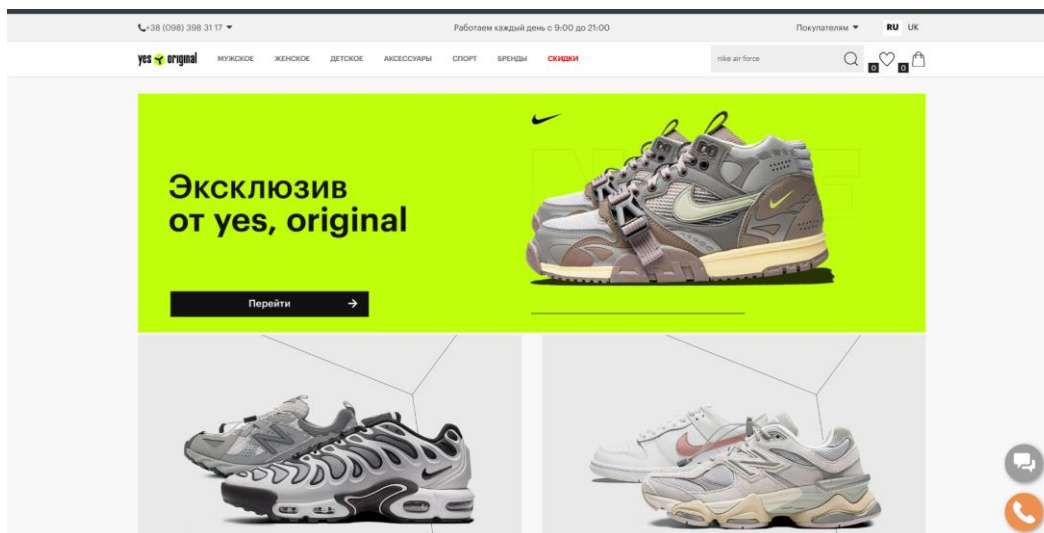 +38 (098) 398 31 17
Работаем каждый день с 9:00 до 21:00
Покупателям
RU UK
yes original
МУЖСКОЕ ЖЕНСКОЕ ДЕТСКОЕ АКСЕССУАРЫ СПОРТ БРЕНДЫ СКИДКИ
nike air force
0 0
Эксклюзив
от yes, original
Перейти